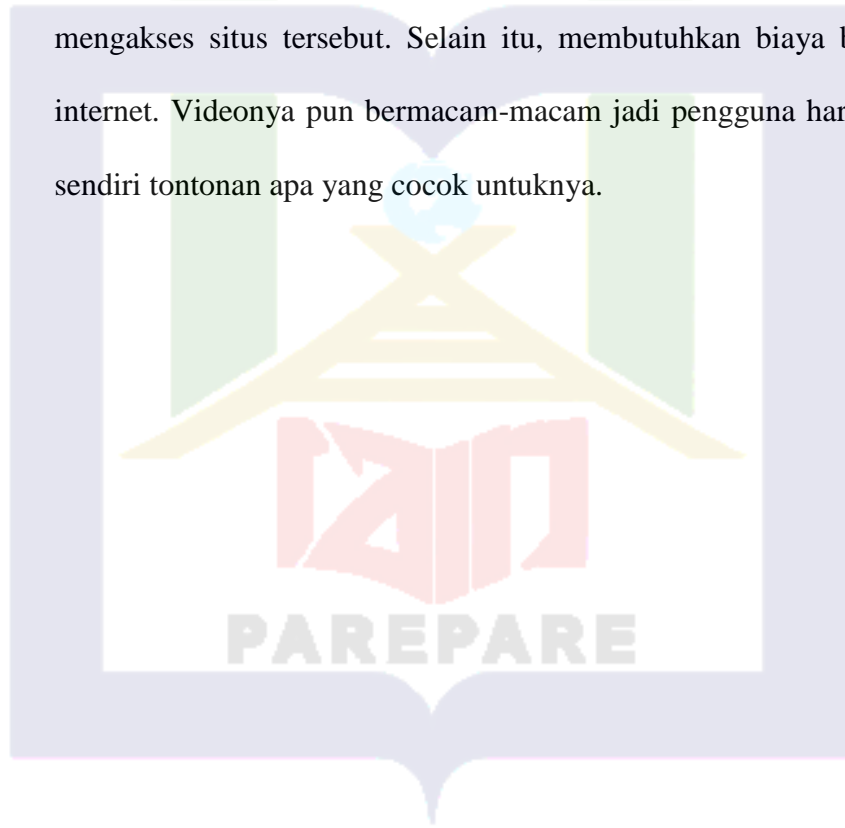 mengakses situs tersebut. Selain itu, membutuhkan biaya
internet. Videonya pun bermacam-macam jadi pengguna
sendiri tontonan apa yang cocok untuknya.
iain
PAREPARE